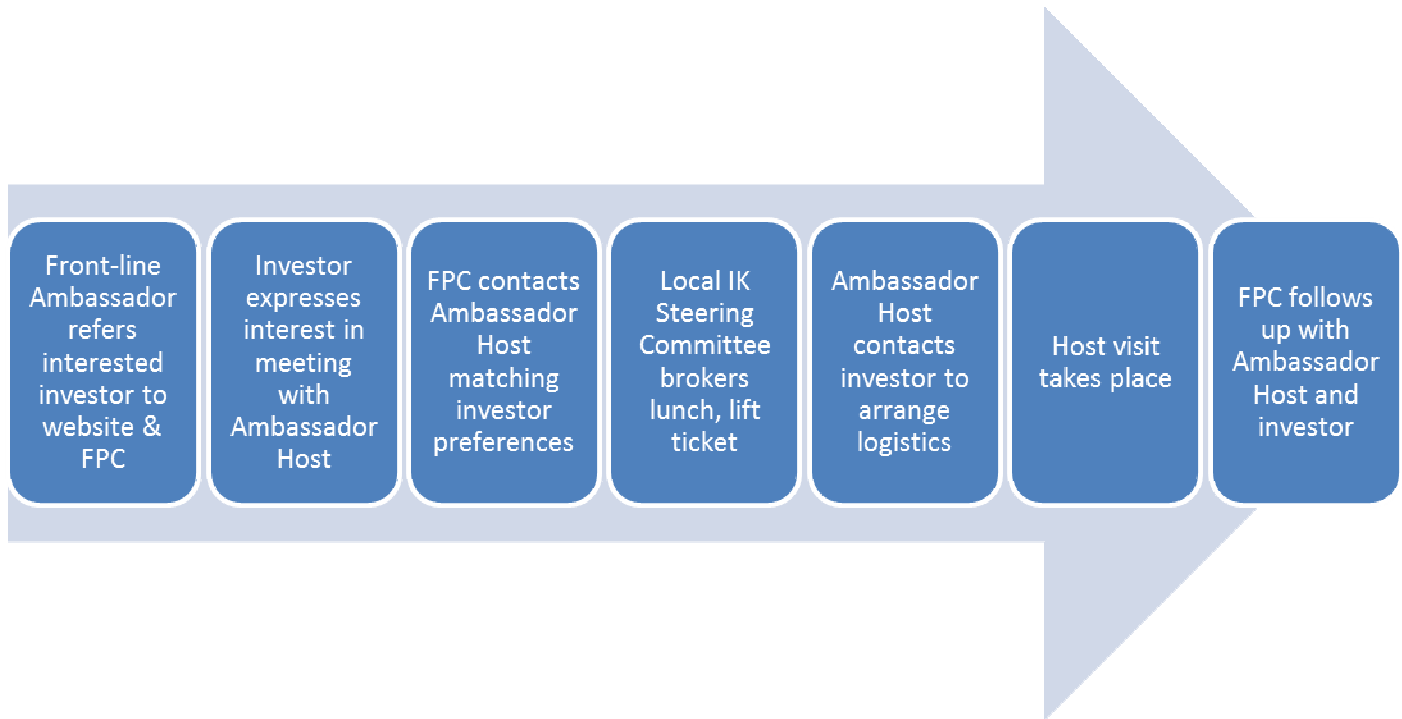 Front-line
Ambassador
refers
interested
investor to
website &
FPC
Investor
expresses
interest in
meeting
with
Ambassador
Host
FPC contacts
Ambassador
Host
matching
investor
preferences
Local IK
Steering
Committee
brokers
lunch, lift
ticket
Ambassador
Host
contacts
investor to
arrange
logistics
Host visit
takes place
FPC follows
up with
Ambassador
Host and
investor